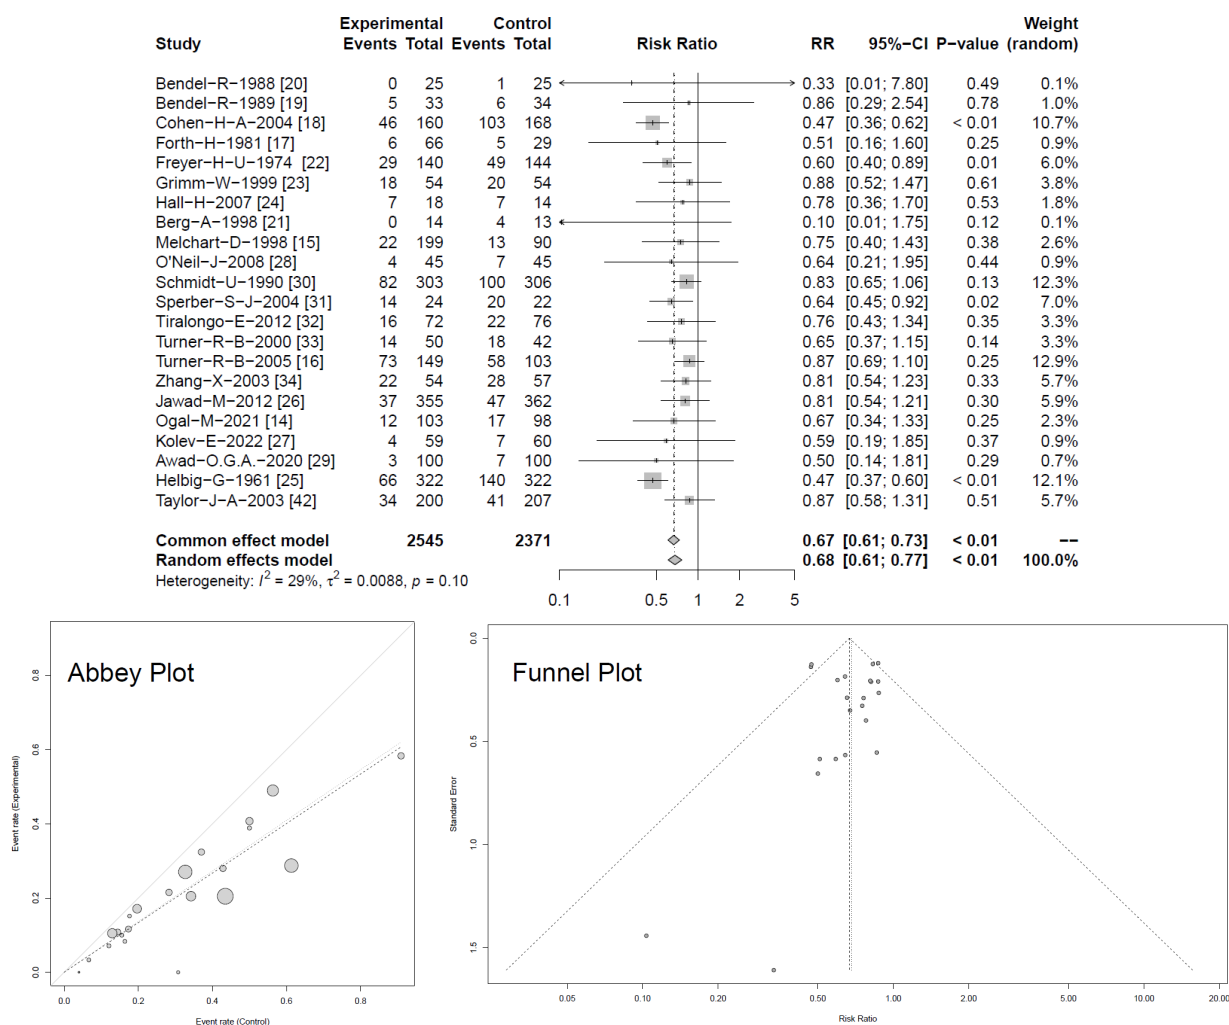 Experimental Control Weight
Study Events Total Events Total Risk Ratio RR 95%−CI P−value (random)
Bendel−R−1988 [20] 0 25 1 25 0.33 [0.01; 7.80] 0.49 0.1%
Bendel−R−1989 [19] 5 33 6 34 0.86 [0.29; 2.54] 0.78 1.0%
Cohen−H−A−2004 [18] 46 160 103 168 0.47 [0.36; 0.62] < 0.01 10.7%
Forth−H−1981 [17] 6 66 5 29 0.51 [0.16; 1.60] 0.25 0.9%
Freyer−H−U−1974 [22] 29 140 49 144 0.60 [0.40; 0.89] 0.01 6.0%
Grimm−W−1999 [23] 18 54 20 54 0.88 [0.52; 1.47] 0.61 3.8%
Hall−H−2007 [24] 7 18 7 14 0.78 [0.36; 1.70] 0.53 1.8%
Berg−A−1998 [21] 0 14 4 13 0.10 [0.01; 1.75] 0.12 0.1%
Melchart−D−1998 [15] 22 199 13 90 0.75 [0.40; 1.43] 0.38 2.6%
O'Neil−J−2008 [28] 4 45 7 45 0.64 [0.21; 1.95] 0.44 0.9%
Schmidt−U−1990 [30] 82 303 100 306 0.83 [0.65; 1.06] 0.13 12.3%
Sperber−S−J−2004 [31] 14 24 20 22 0.64 [0.45; 0.92] 0.02 7.0%
Tiralongo−E−2012 [32] 16 72 22 76 0.76 [0.43; 1.34] 0.35 3.3%
Turner−R−B−2000 [33] 14 50 18 42 0.65 [0.37; 1.15] 0.14 3.3%
Turner−R−B−2005 [16] 73 149 58 103 0.87 [0.69; 1.10] 0.25 12.9%
Zhang−X−2003 [34] 22 54 28 57 0.81 [0.54; 1.23] 0.33 5.7%
Jawad−M−2012 [26] 37 355 47 362 0.81 [0.54; 1.21] 0.30 5.9%
Ogal−M−2021 [14] 12 103 17 98 0.67 [0.34; 1.33] 0.25 2.3%
Kolev−E−2022 [27] 4 59 7 60 0.59 [0.19; 1.85] 0.37 0.9%
Awad−O.G.A.−2020 [29] 3 100 7 100 0.50 [0.14; 1.81] 0.29 0.7%
Helbig−G−1961 [25] 66 322 140 322 0.47 [0.37; 0.60] < 0.01 12.1%
Taylor−J−A−2003 [42] 34 200 41 207 0.87 [0.58; 1.31] 0.51 5.7%
Common effect model 2545 2371 0.67 [0.61; 0.73] < 0.01 −−
Random effects model 0.68 [0.61; 0.77] < 0.01 100.0%
Heterogeneity: I² = 29%, τ² = 0.0088, p = 0.10
0.1 0.5 1 2 5
Abbey Plot
Event rate (Experimental)
0.8
0.6
0.4
0.2
0.0
0.0 0.2 0.4 0.6 0.8
Event rate (Control)
Funnel Plot
Standard Error
0.0
0.5
1.0
1.5
0.05 0.10 0.20 0.50 1.00 2.00 5.00 10.00 20.00
Risk Ratio